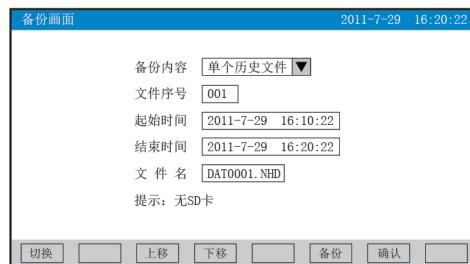 备份画面 2011-7-29 16:20:22
备份内容 单个历史文件
文件序号 001
起始时间 2011-7-29 16:10:22
结束时间 2011-7-29 16:20:22
文 件 名 DAT0001.NHD
提示：无SD卡
切换 上移 下移 备份 确认